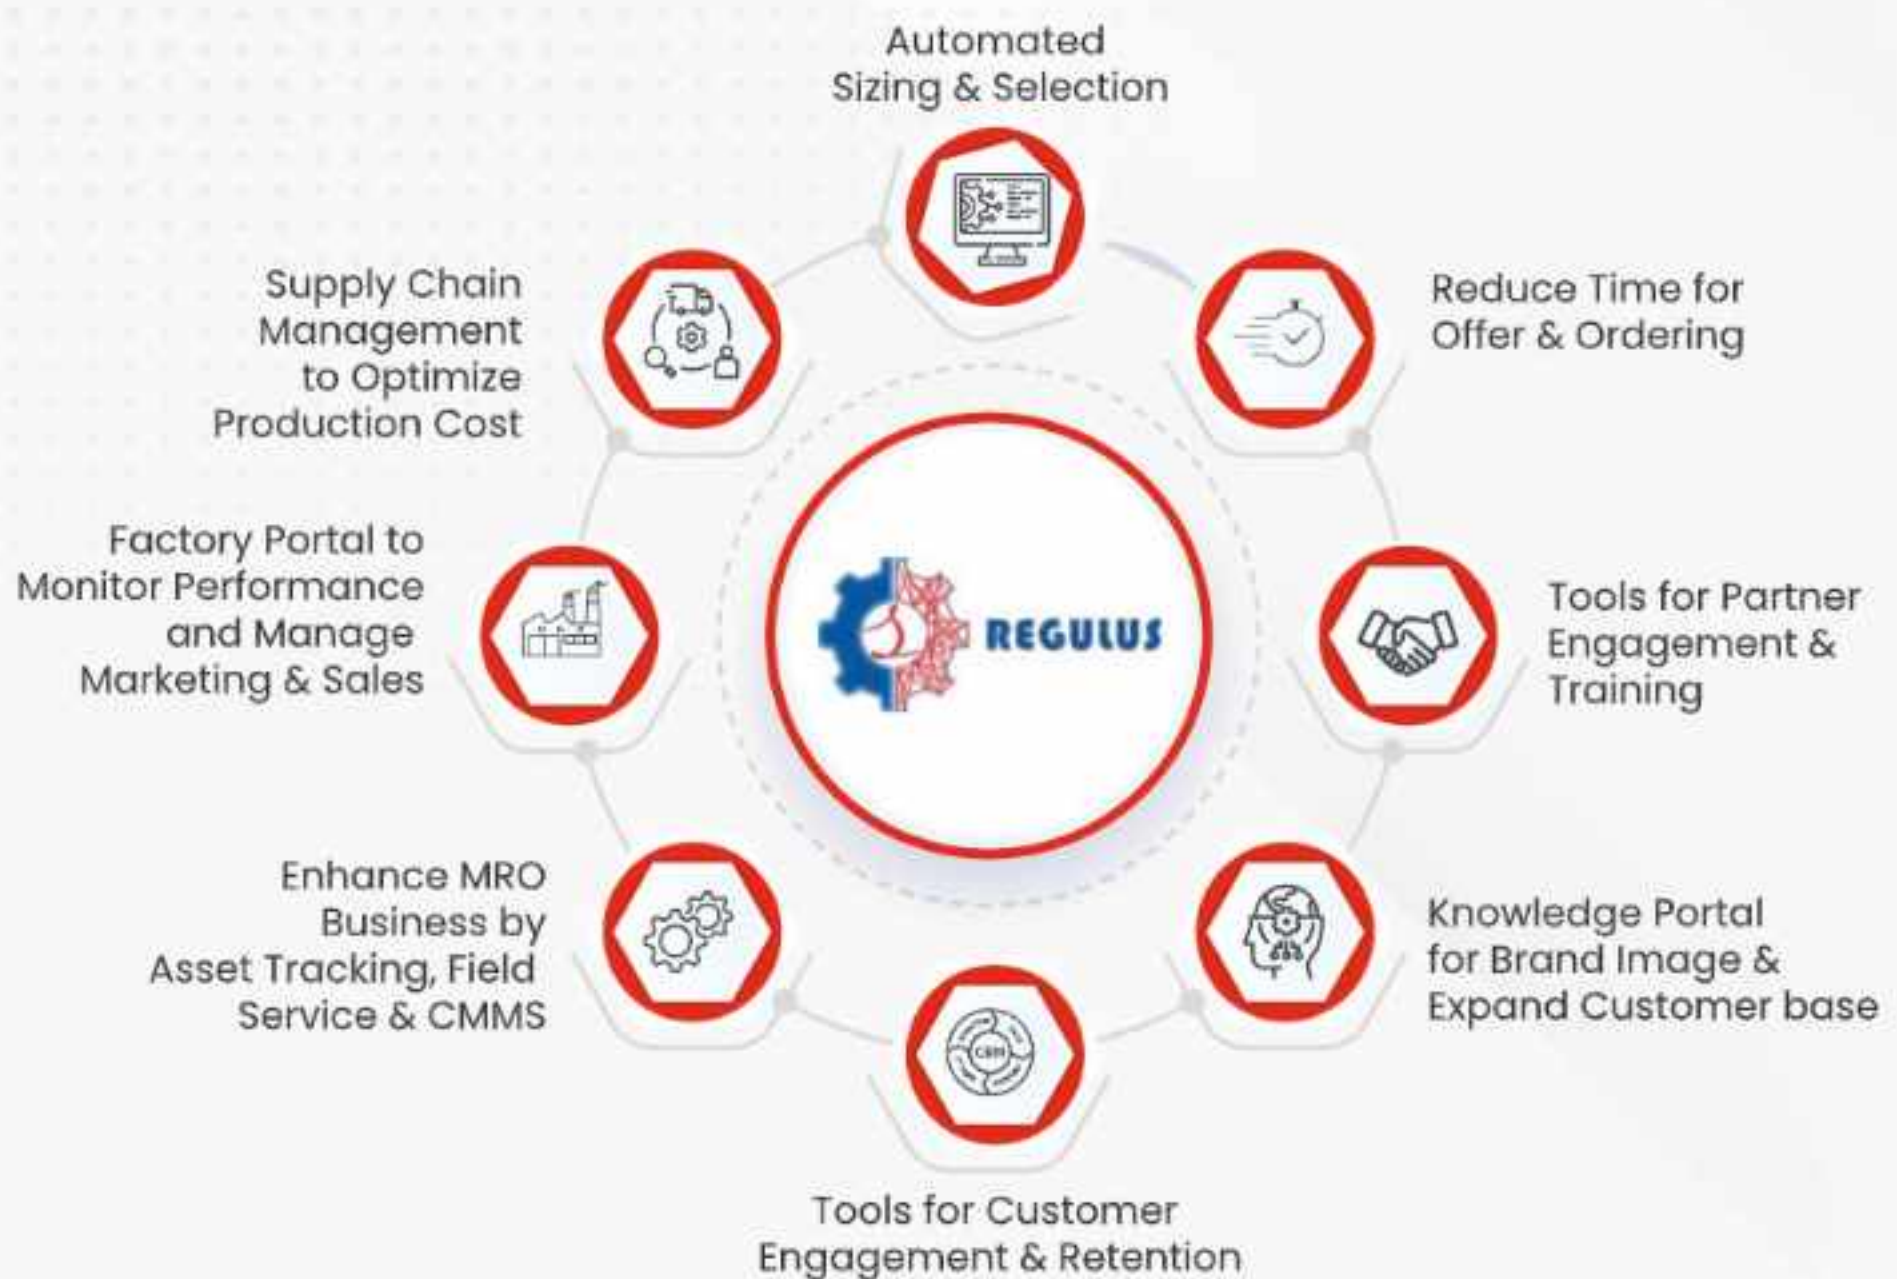 Automated
Sizing & Selection
Reduce Time for
Offer & Ordering
Tools for Partner
Engagement &
Training
Knowledge Portal
for Brand Image &
Expand Customer base
Tools for Customer
Engagement & Retention
Enhance MRO
Business by
Asset Tracking, Field
Service & CMMS
Factory Portal to
Monitor Performance
and Manage
Marketing & Sales
Supply Chain
Management
to Optimize
Production Cost
REGULUS